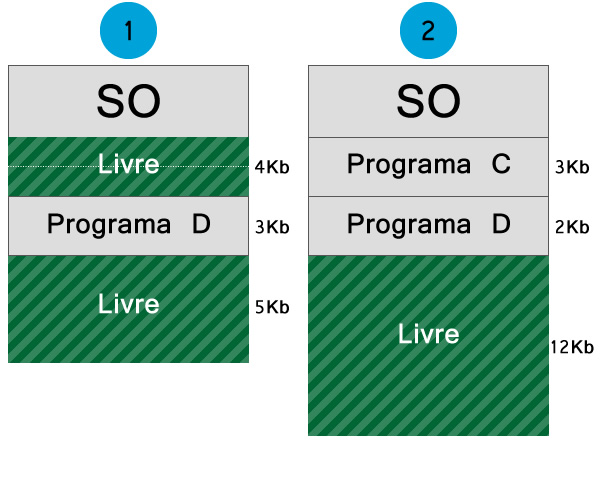 1
SO
Livre
4Kb
Programa D
3Kb
Livre
5Kb
2
SO
Programa C
3Kb
Programa D
2Kb
Livre
12Kb